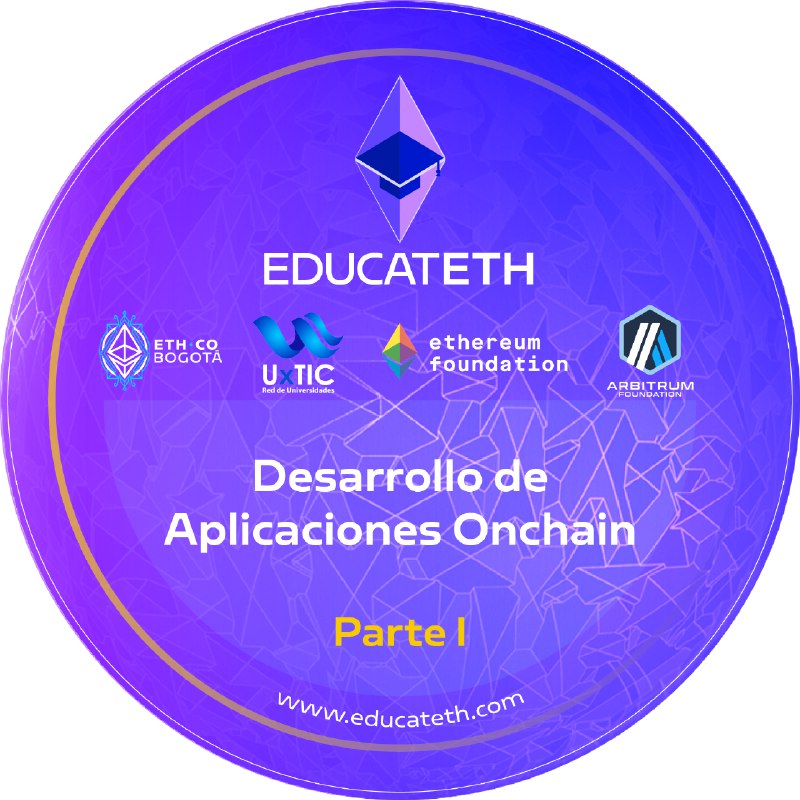 EDUCATETH
ETH·CO
BOGOTÁ
UxTIC
Red de Universidades
ethereum
foundation
ARBITRUM
FOUNDATION
Desarrollo de
Aplicaciones Onchain
Parte I
www.educateth.com